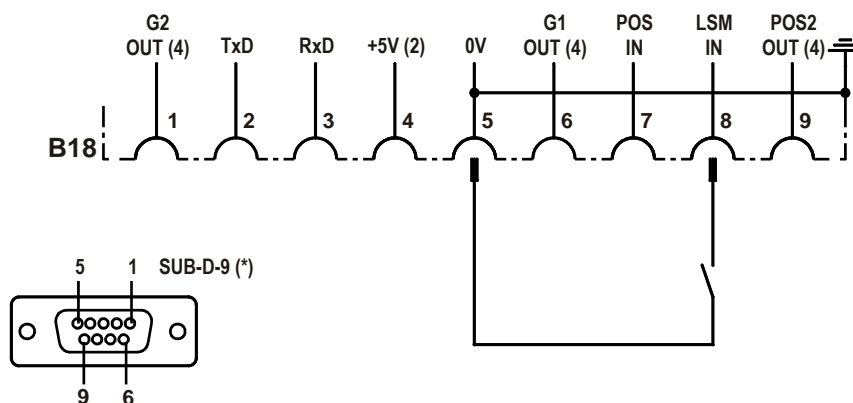 G2 G1 POS LSM POS2
OUT (4) TxD RxD +5V (2) 0V OUT (4) IN IN OUT (4)
1 2 3 4 5 6 7 8 9
B18
5 1 SUB-D-9 (*)
9 6